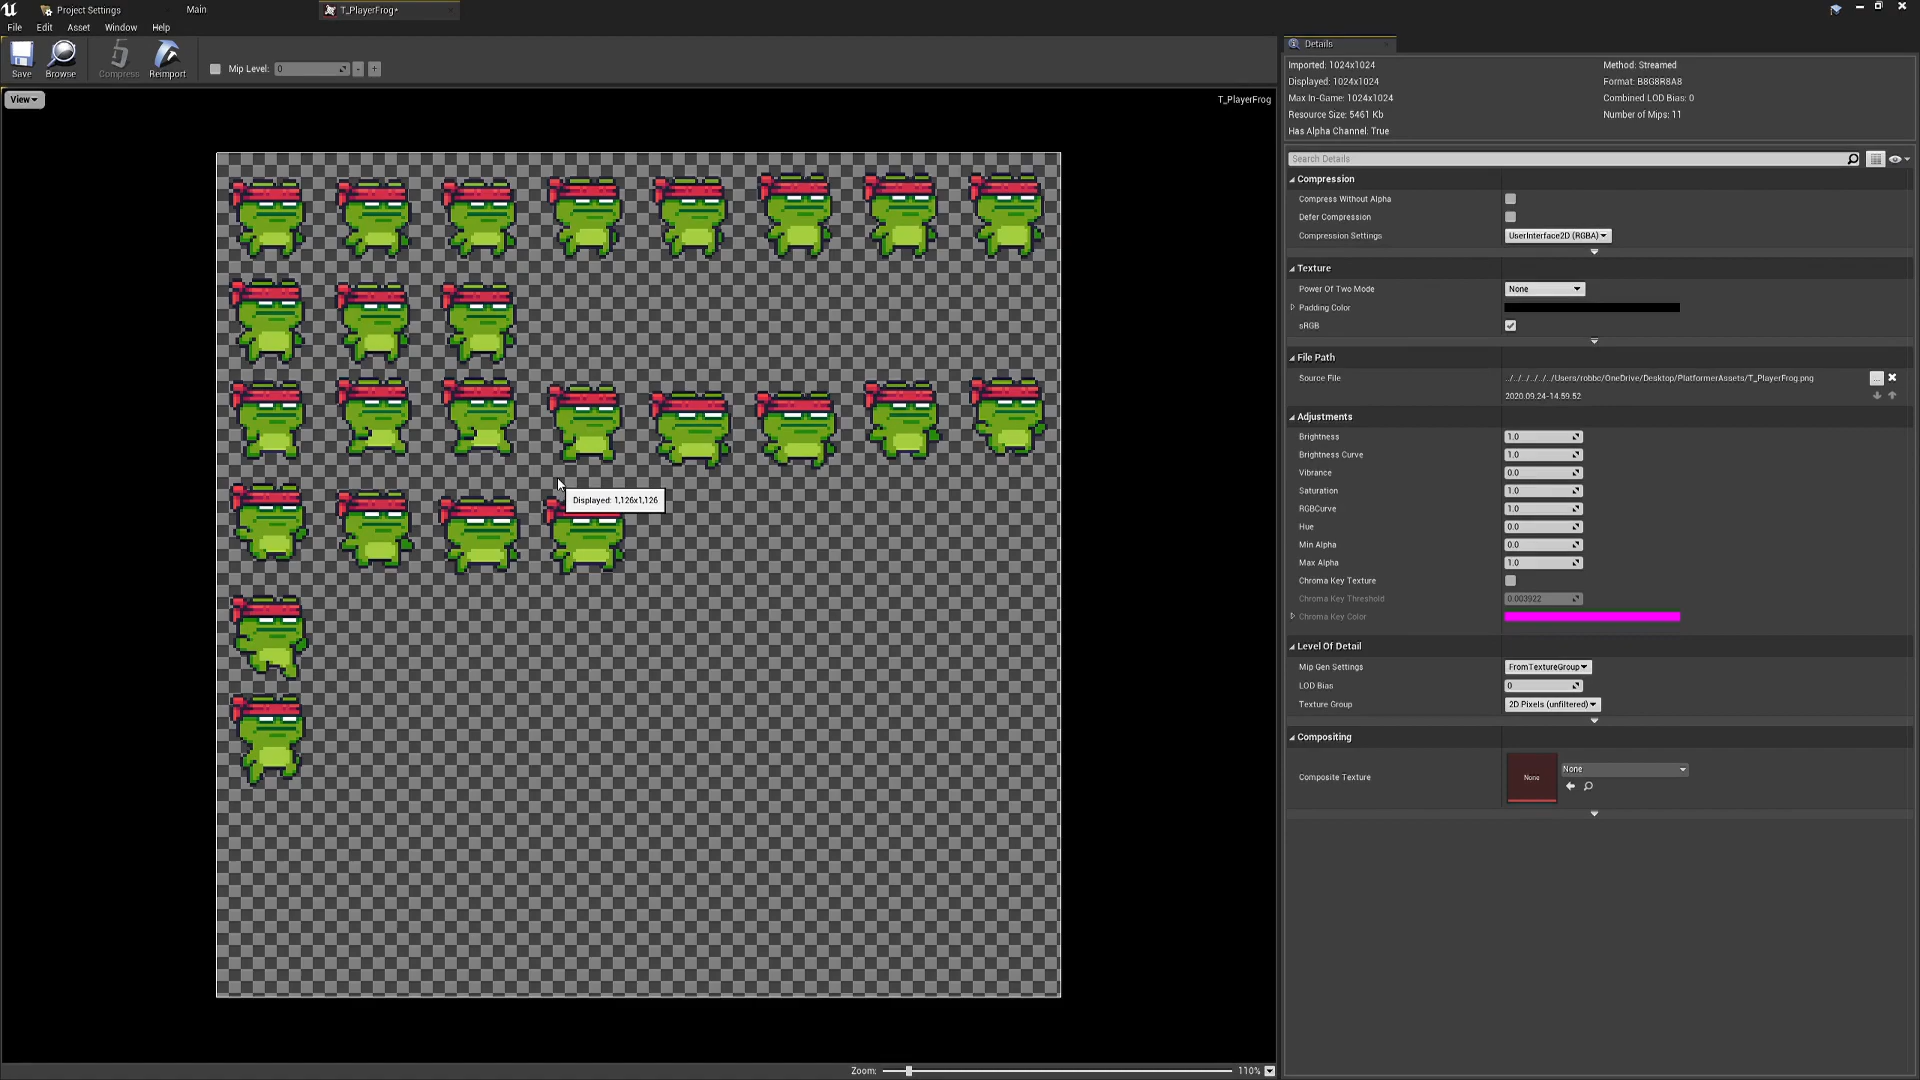 Project Settings
Main
T_PlayerFrog*
File
Edit
Asset
Window
Help
Save
Browse
Compress
Reimport
Mip Level:
0
-
+
View
T_PlayerFrog
Displayed: 1,126x1,126
Zoom:
110%
Details
Imported: 1024x1024
Method: Streamed
Displayed: 1024x1024
Format: B8G8R8A8
Max In-Game: 1024x1024
Combined LOD Bias: 0
Resource Size: 5461 Kb
Number of Mips: 11
Has Alpha Channel: True
Search Details
Compression
Compress Without Alpha
Defer Compression
Compression Settings
UserInterface2D (RGBA)
Texture
Power Of Two Mode
None
Padding Color
sRGB
File Path
Source File
../../../../../../Users/robbc/OneDrive/Desktop/PlatformerAssets/T_PlayerFrog.png
...
2020.09.24-14.59.52
Adjustments
Brightness
1.0
Brightness Curve
1.0
Vibrance
0.0
Saturation
1.0
RGBCurve
1.0
Hue
0.0
Min Alpha
0.0
Max Alpha
1.0
Chroma Key Texture
Chroma Key Threshold
0.003922
Chroma Key Color
Level Of Detail
Mip Gen Settings
FromTextureGroup
LOD Bias
0
Texture Group
2D Pixels (unfiltered)
Compositing
Composite Texture
None
None